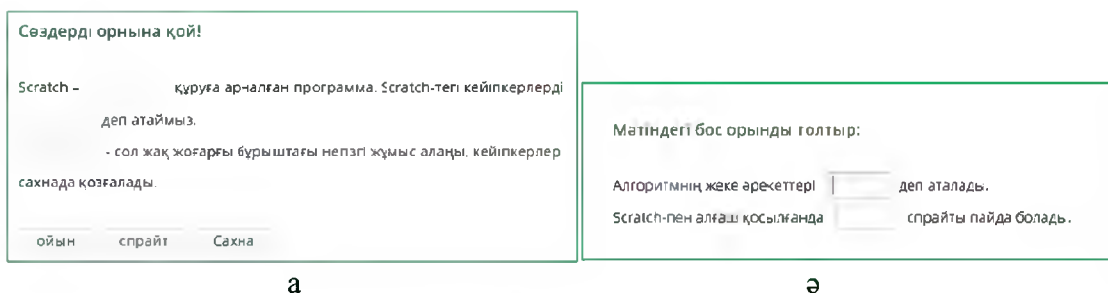 Сөздерді орнына қой!
Scratch – құруға арналған программа. Scratch-тегі кейіпкерлерді
деп атаймыз.
- сол жақ жоғарғы бұрыштағы негізгі жұмыс алаңы, кейіпкерлер
сахнада қозғалады.
ойын спрайт Сахна
а
Мәтіндегі бос орынды толтыр:
Алгоритмнің жеке әрекеттері деп аталады.
Scratch-пен алғаш қосылғанда спрайты пайда болады.
ә